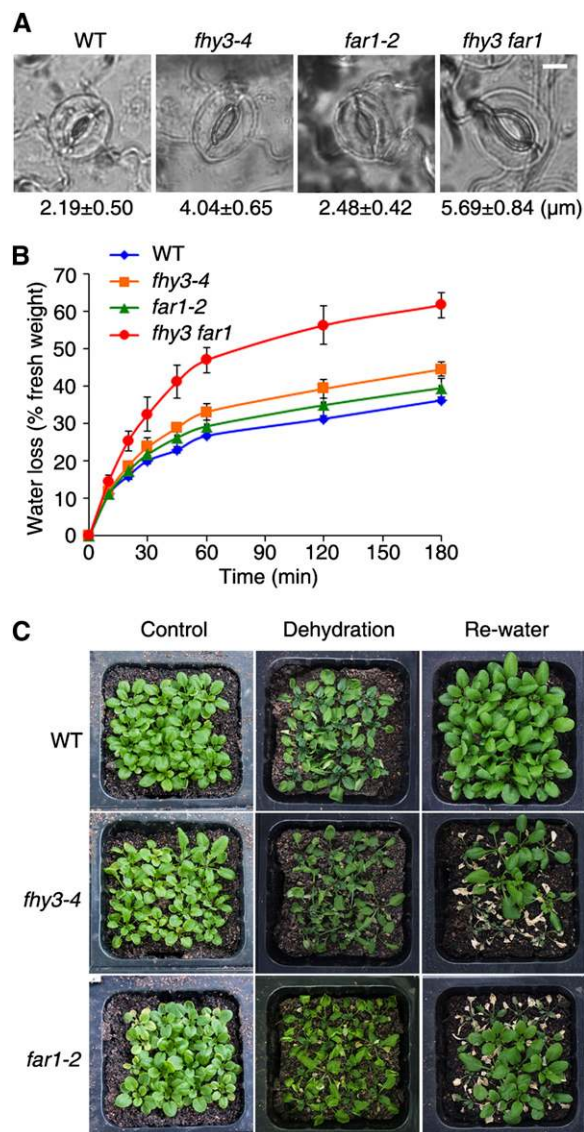 A
WT fhy3-4 far1-2 fhy3 far1
2.19±0.50 4.04±0.65 2.48±0.42 5.69±0.84 (µm)
B
WT
fhy3-4
far1-2
fhy3 far1
Water loss (% fresh weight)
70
60
50
40
30
20
10
0
0 30 60 90 120 150 180
Time (min)
C
Control Dehydration Re-water
WT
fhy3-4
far1-2